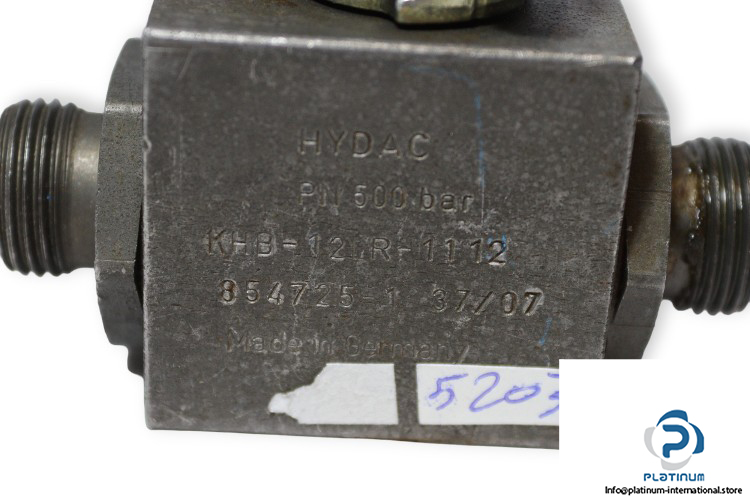 HYDAC
PN 500 bar
KHB-12LR-1112
854725-1 37/07
Made in Germany
5203
PLATINUM
Info@platinum-international.store